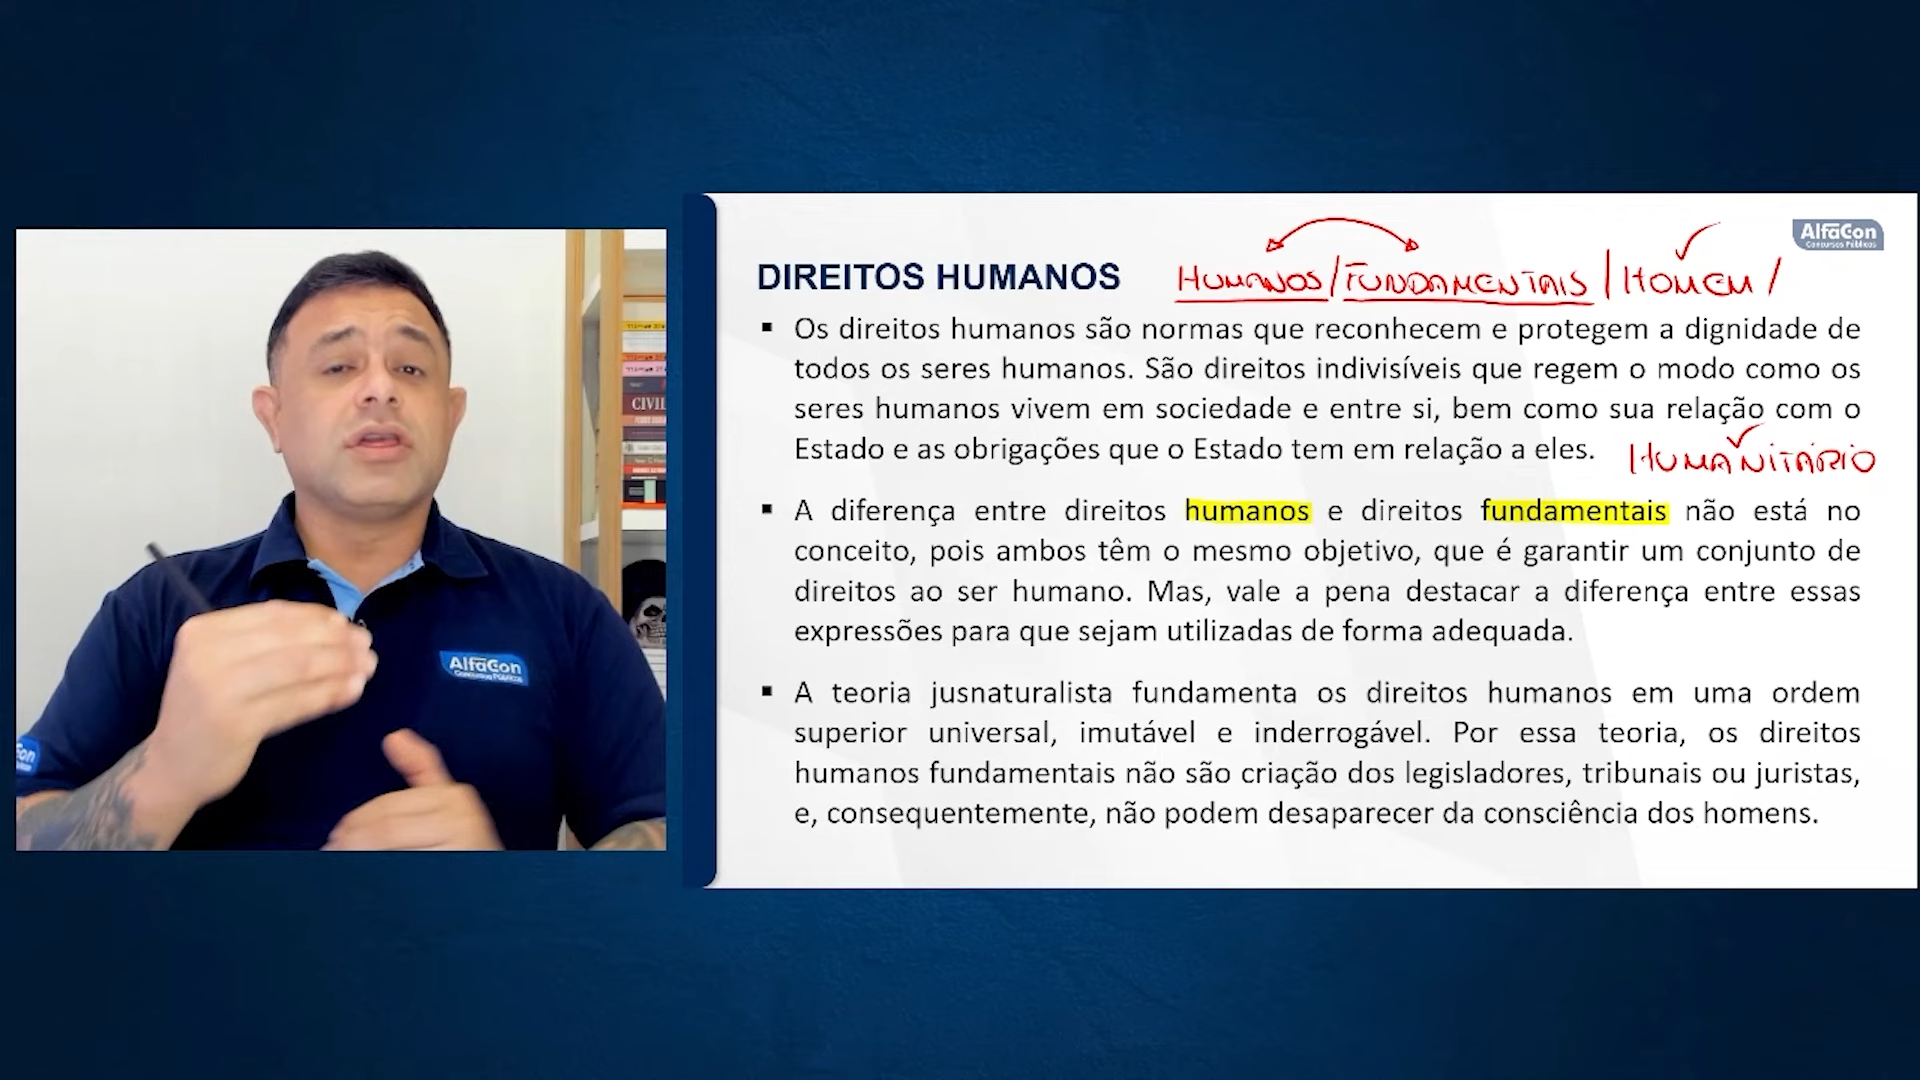 DIREITOS HUMANOS
HUMANOS/FUNDAMENTAIS/HOMEM/
AlfaCon
Concursos Públicos
▪ Os direitos humanos são normas que reconhecem e protegem a dignidade de
todos os seres humanos. São direitos indivisíveis que regem o modo como os
seres humanos vivem em sociedade e entre si, bem como sua relação com o
Estado e as obrigações que o Estado tem em relação a eles.
HUMANITÁRIO
▪ A diferença entre direitos humanos e direitos fundamentais não está no
conceito, pois ambos têm o mesmo objetivo, que é garantir um conjunto de
direitos ao ser humano. Mas, vale a pena destacar a diferença entre essas
expressões para que sejam utilizadas de forma adequada.
▪ A teoria jusnaturalista fundamenta os direitos humanos em uma ordem
superior universal, imutável e inderrogável. Por essa teoria, os direitos
humanos fundamentais não são criação dos legisladores, tribunais ou juristas,
e, consequentemente, não podem desaparecer da consciência dos homens.
CIVIL
AlfaCon
Concursos Públicos